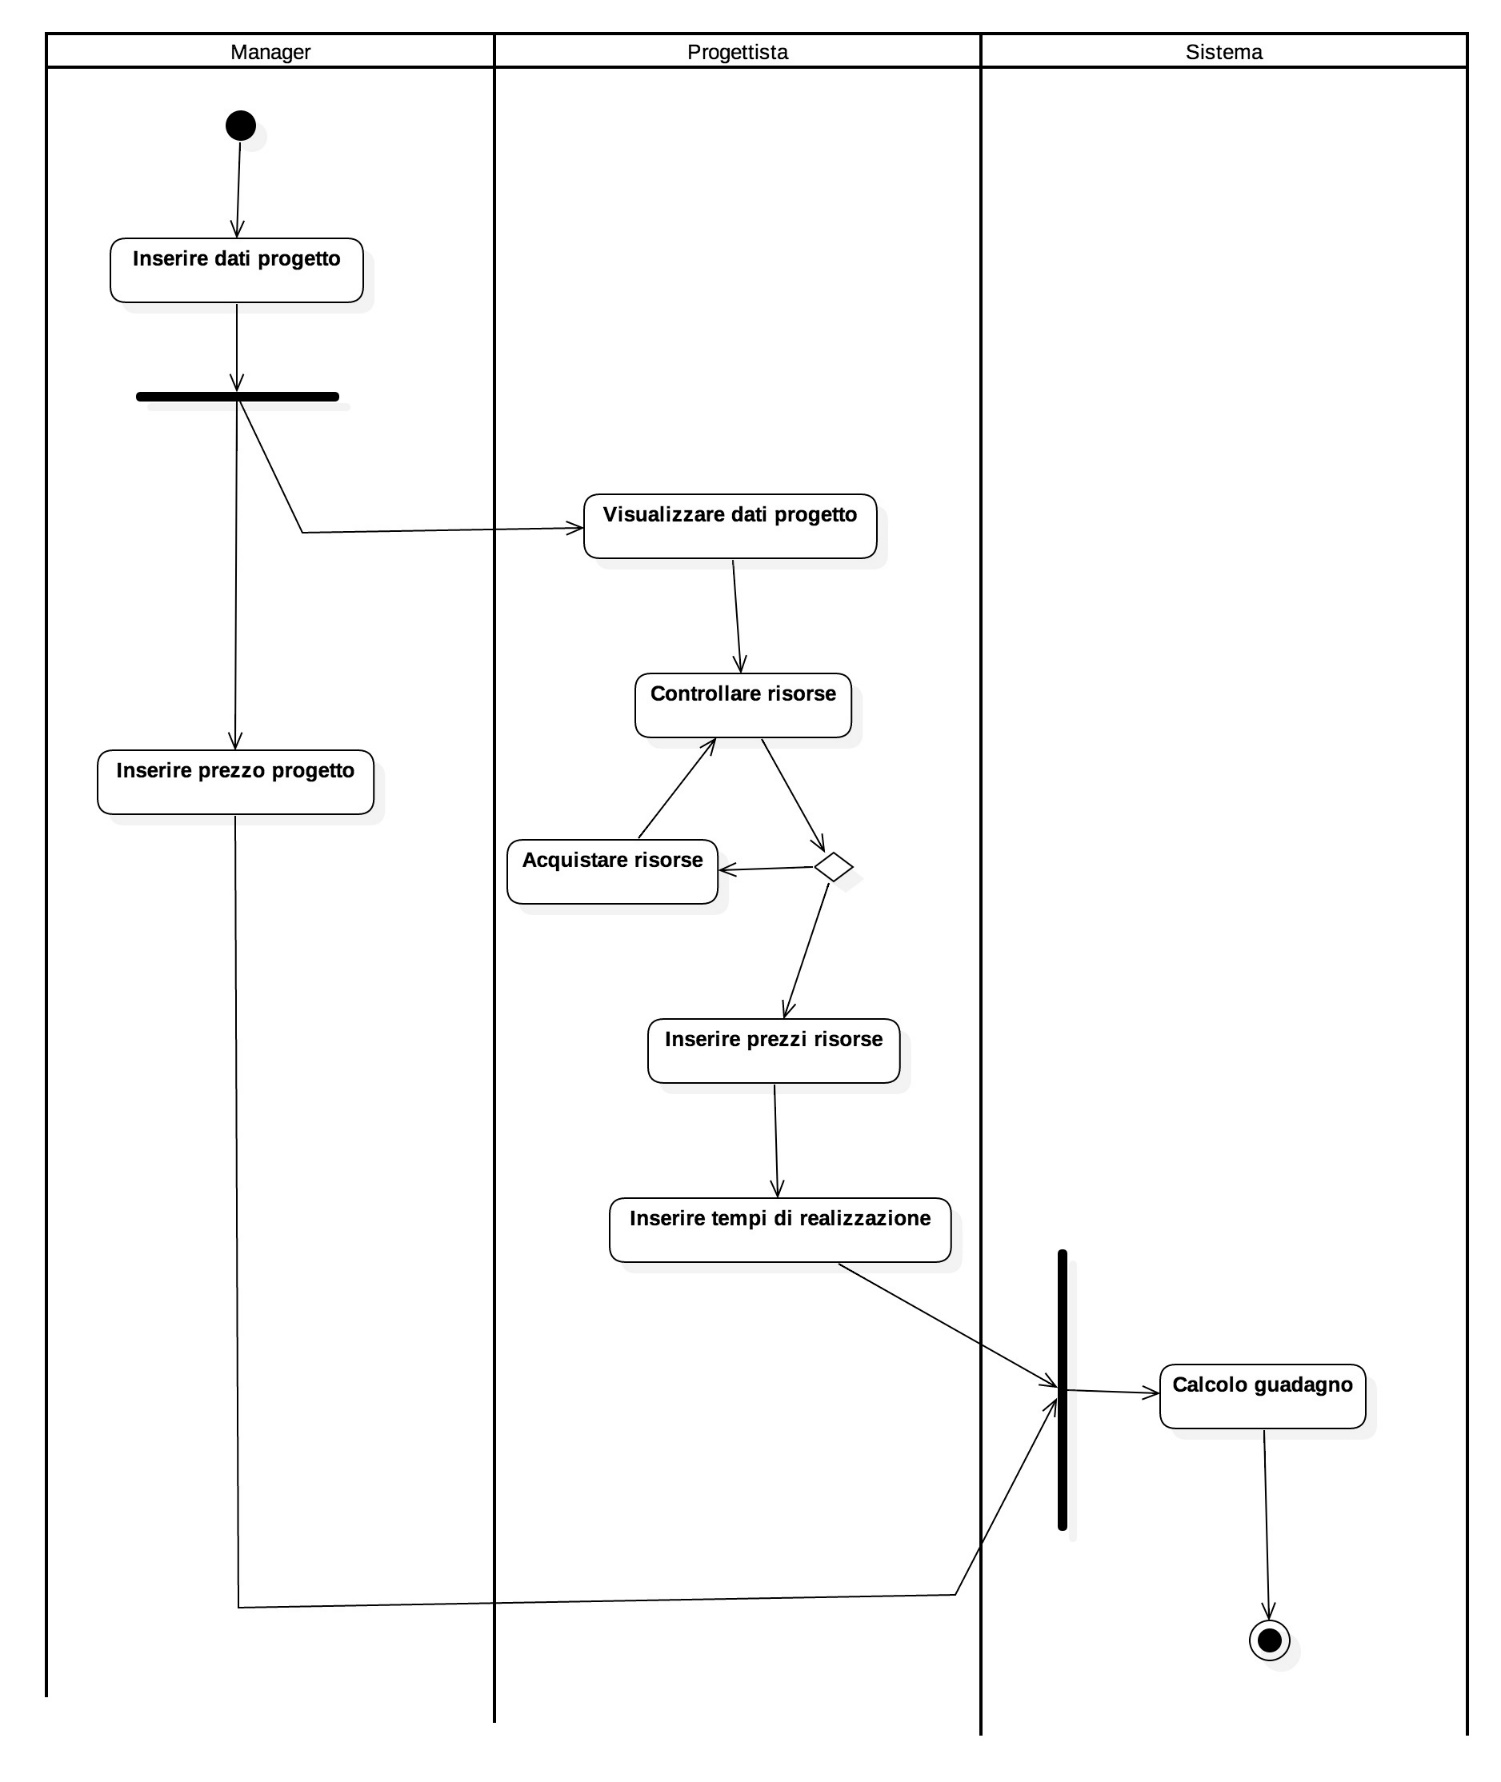 Manager
Progettista
Sistema
Inserire dati progetto
Visualizzare dati progetto
Controllare risorse
Inserire prezzo progetto
Acquistare risorse
Inserire prezzi risorse
Inserire tempi di realizzazione
Calcolo guadagno